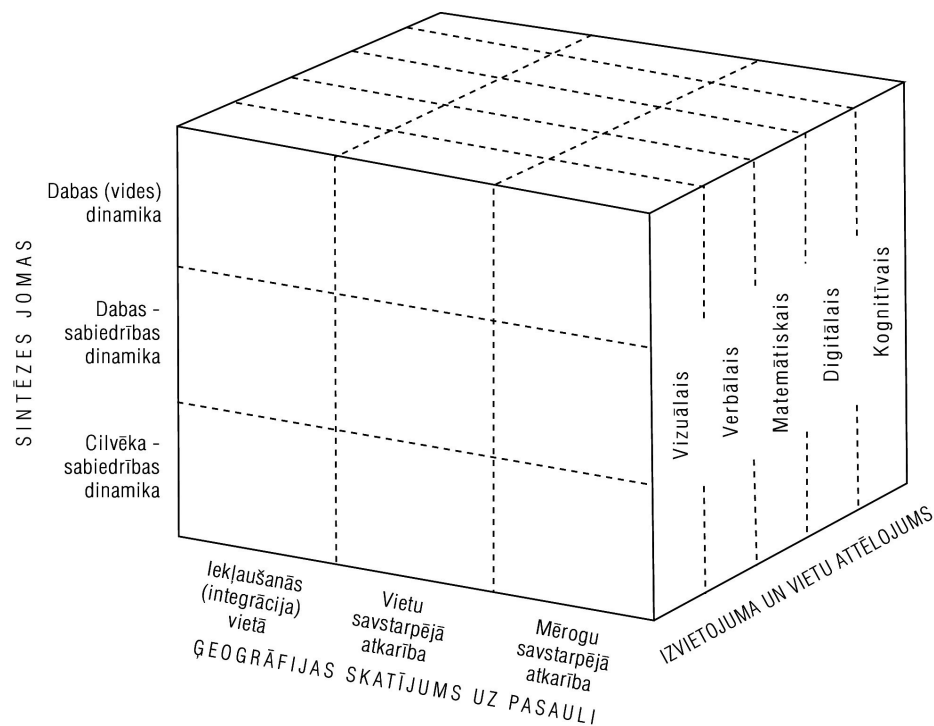 SINTĒZES JOMAS
Dabas (vides)
dinamika
Dabas -
sabiedrības
dinamika
Cilvēka -
sabiedrības
dinamika
Iekļaušanās
(integrācija)
vietā
Vietu
savstarpējā
atkarība
Mērogu
savstarpējā
atkarība
ĢEOGRĀFIJAS SKATĪJUMS UZ PASAULI
Vizuālais
Verbālais
Matemātiskais
Digitālais
Kognitīvais
IZVIETOJUMA UN VIETU ATTĒLOJUMS